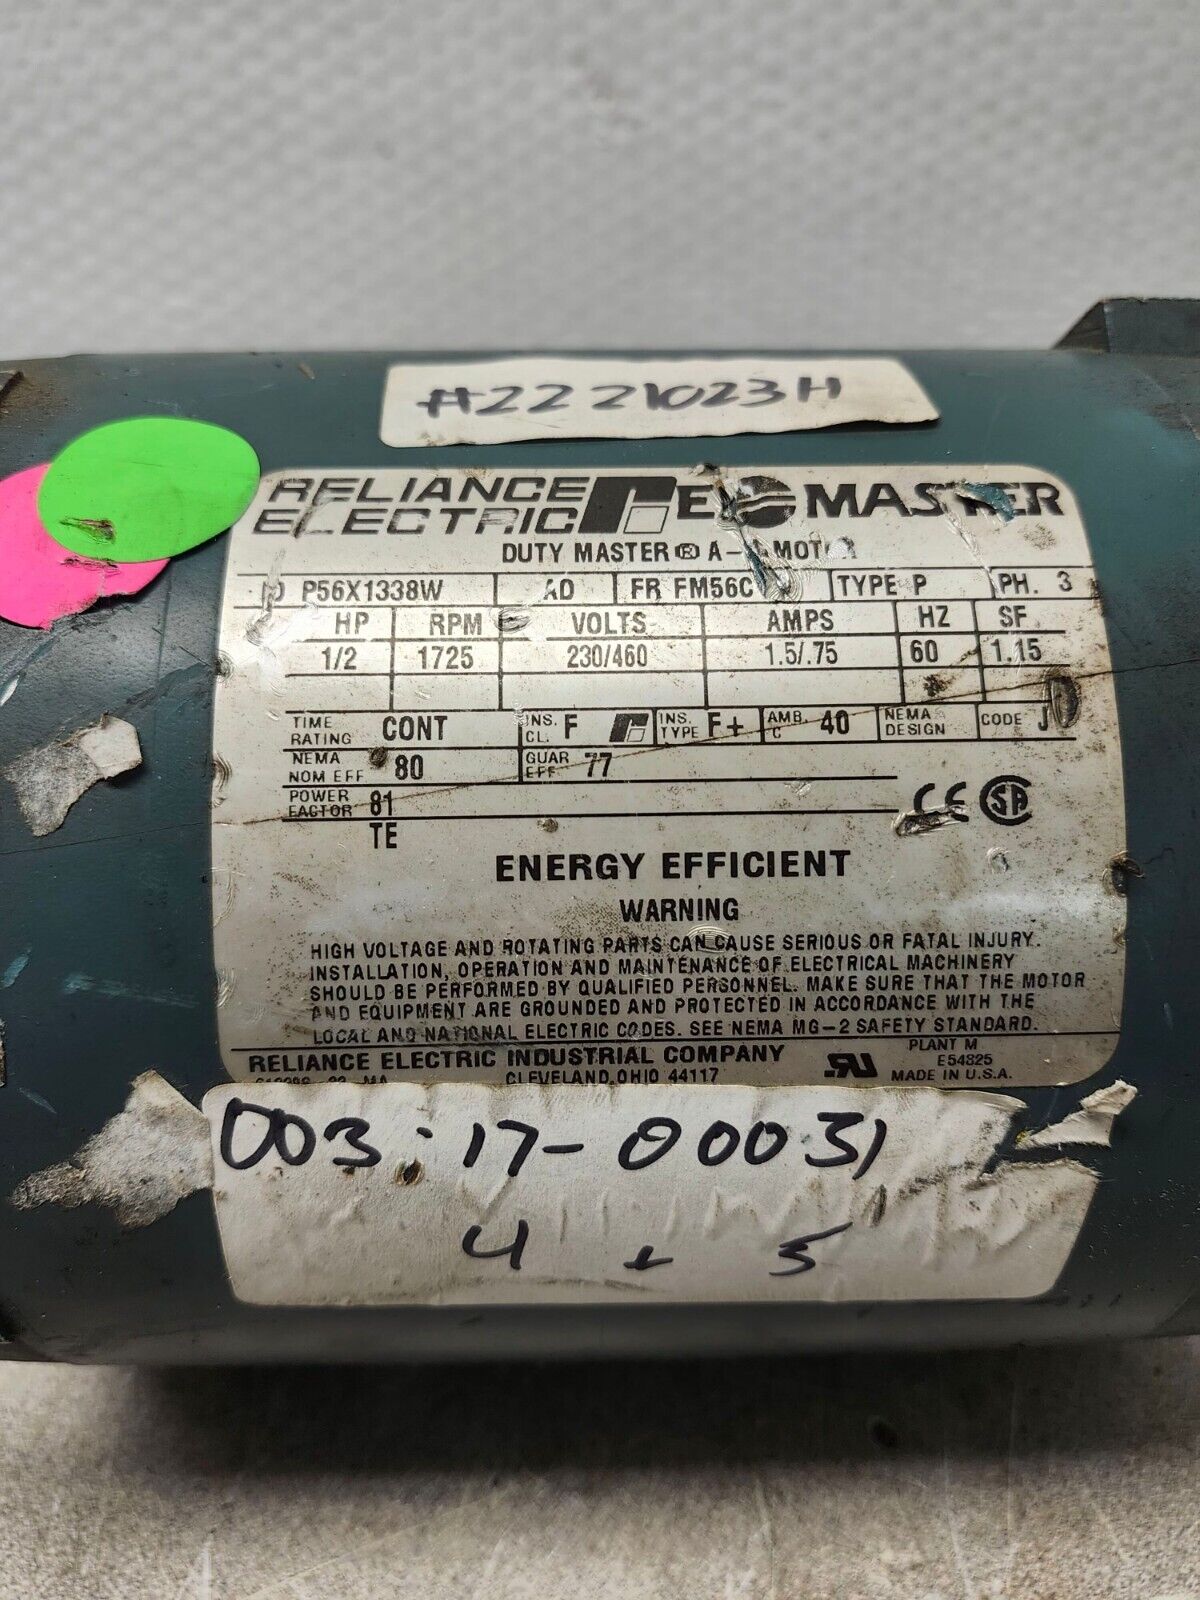 #2221023H
RELIANCE
ELECTRIC
MASTER
DUTY MASTER® A-C MOTOR
ID P56X1338W AD FR FM56C TYPE P PH. 3
HP RPM VOLTS AMPS HZ SF
1/2 1725 230/460 1.5/.75 60 1.15
TIME RATING CONT INS. CL. F INS. TYPE F+ AMB. C 40 NEMA DESIGN CODE J
NEMA NOM EFF 80 GUAR EFF 77
POWER FACTOR 81
TE
CE SA
ENERGY EFFICIENT
WARNING
HIGH VOLTAGE AND ROTATING PARTS CAN CAUSE SERIOUS OR FATAL INJURY.
INSTALLATION, OPERATION AND MAINTENANCE OF ELECTRICAL MACHINERY
SHOULD BE PERFORMED BY QUALIFIED PERSONNEL. MAKE SURE THAT THE MOTOR
AND EQUIPMENT ARE GROUNDED AND PROTECTED IN ACCORDANCE WITH THE
LOCAL AND NATIONAL ELECTRIC CODES. SEE NEMA MG-2 SAFETY STANDARD.
RELIANCE ELECTRIC INDUSTRIAL COMPANY
CLEVELAND, OHIO 44117
PLANT M
E54825
MADE IN U.S.A.
003-17-00031
4 + 5